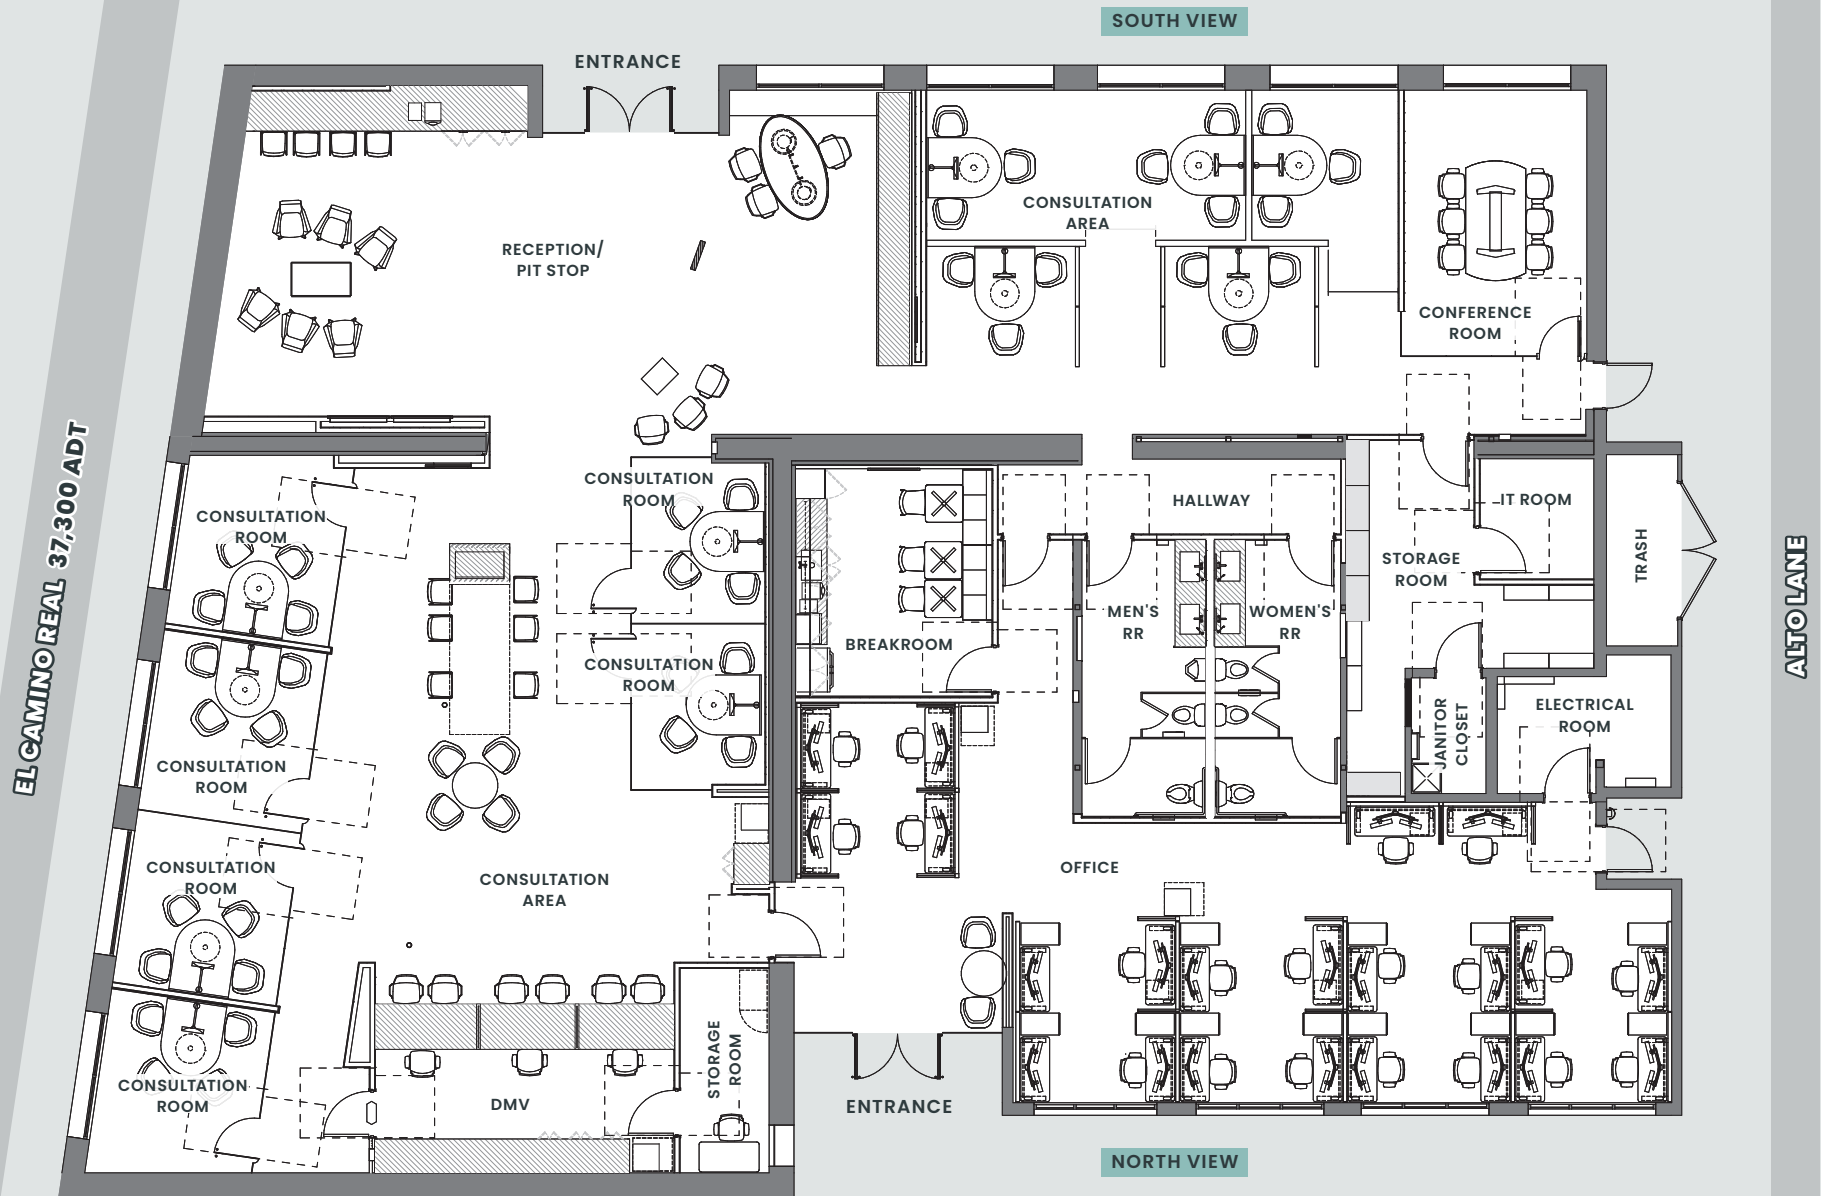 SOUTH VIEW
ENTRANCE
RECEPTION/
PIT STOP
CONSULTATION
AREA
CONFERENCE
ROOM
EL CAMINO REAL 37,300 ADT
ALTO LANE
CONSULTATION
ROOM
CONSULTATION
ROOM
HALLWAY
IT ROOM
STORAGE
ROOM
TRASH
MEN'S
RR
WOMEN'S
RR
BREAKROOM
CONSULTATION
ROOM
CONSULTATION
ROOM
JANITOR
CLOSET
ELECTRICAL
ROOM
CONSULTATION
ROOM
CONSULTATION
AREA
OFFICE
STORAGE
ROOM
CONSULTATION
ROOM
DMV
ENTRANCE
NORTH VIEW